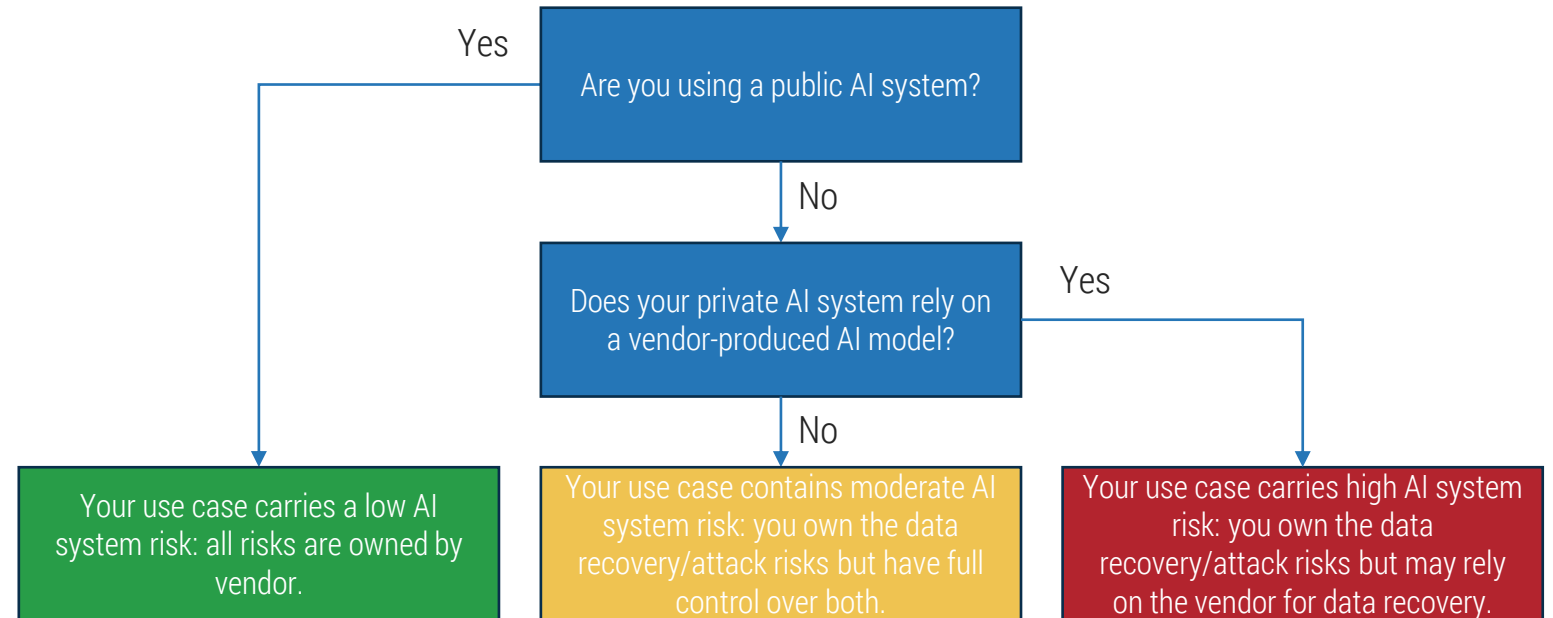 Yes
Are you using a public AI system?
No
Does your private AI system rely on
a vendor-produced AI model?
Yes
No
Your use case carries a low AI
system risk: all risks are owned by
vendor.
Your use case contains moderate AI
system risk: you own the data
recovery/attack risks but have full
control over both.
Your use case carries high AI system
risk: you own the data
recovery/attack risks but may rely
on the vendor for data recovery.